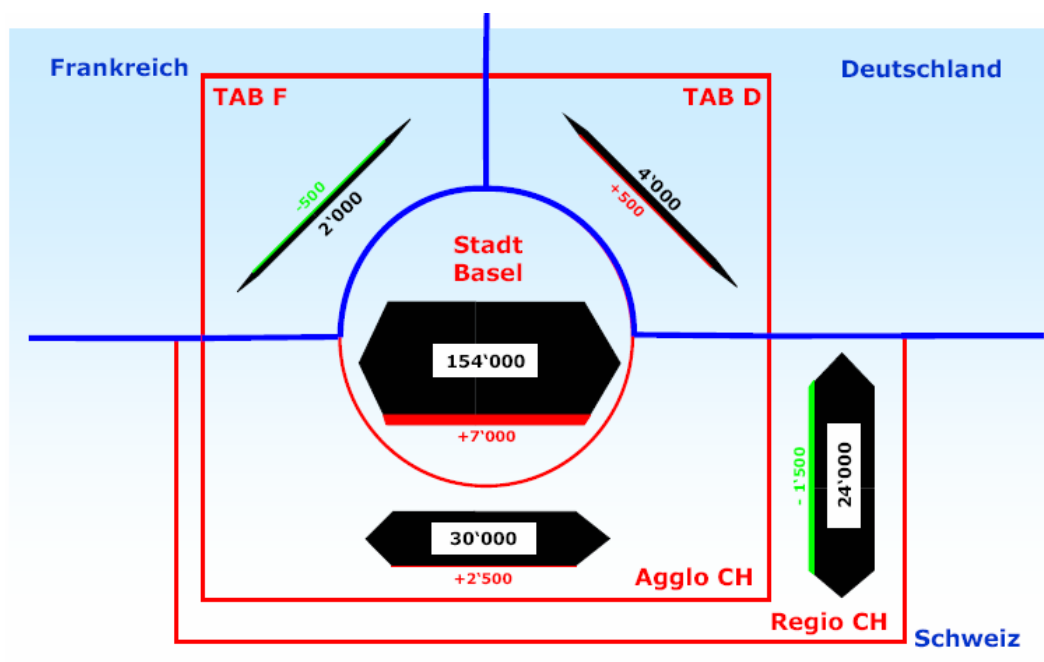 Frankreich
Deutschland
TAB F
TAB D
-500
2‘000
4‘000
+500
Stadt
Basel
154‘000
+7‘000
- 1‘500
24‘000
30‘000
+2‘500
Agglo CH
Regio CH
Schweiz